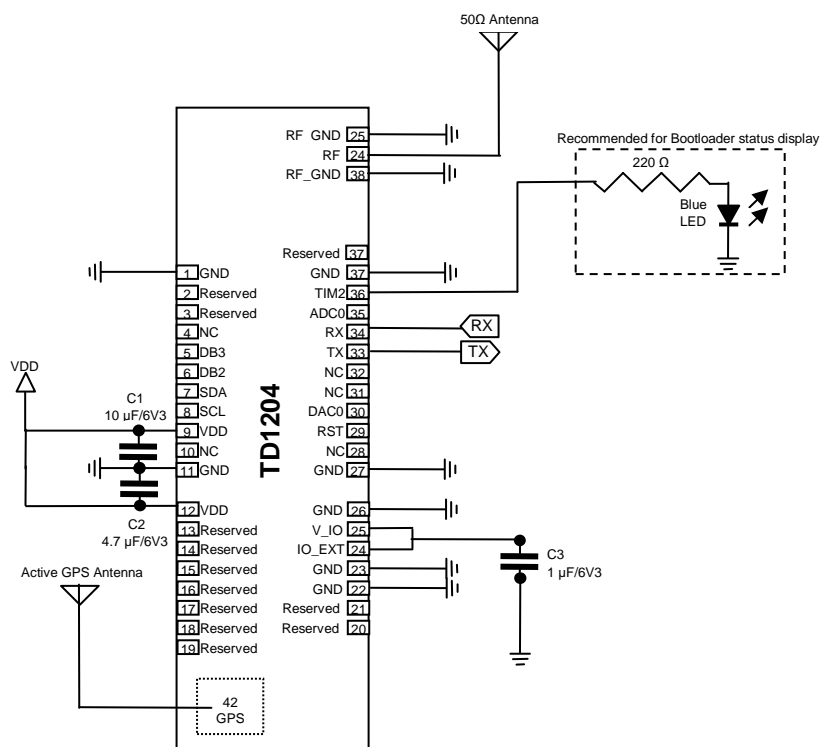 50Ω Antenna
RF GND 25
RF 24
RF_GND 38
Recommended for Bootloader status display
220 Ω
Blue
LED
Reserved 37
1 GND
GND 37
2 Reserved
TIM2 36
3 Reserved
ADC0 35
4 NC
RX 34
RX
5 DB3
TX 33
TX
6 DB2
NC 32
7 SDA
NC 31
8 SCL
DAC0 30
9 VDD
RST 29
10 NC
NC 28
11 GND
GND 27
VDD
C1
10 µF/6V3
C2
4.7 µF/6V3
TD1204
12 VDD
GND 26
13 Reserved
V_IO 25
14 Reserved
IO_EXT 24
15 Reserved
GND 23
16 Reserved
GND 22
17 Reserved
Reserved 21
18 Reserved
Reserved 20
19 Reserved
C3
1 µF/6V3
Active GPS Antenna
42
GPS